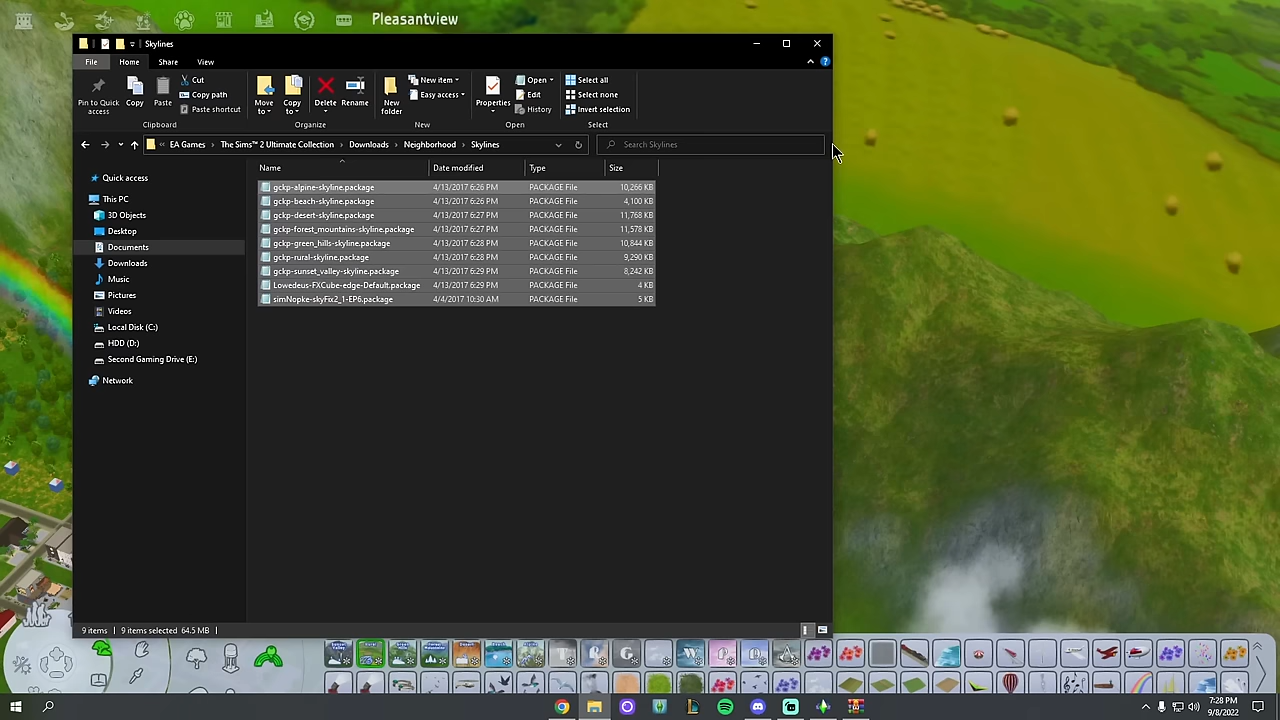 Pleasantview
Skylines
File Home Share View
Pin to Quick access
Copy
Paste
Cut
Copy path
Paste shortcut
Move to
Copy to
Delete
Rename
New folder
New item
Easy access
Properties
Open
Edit
History
Select all
Select none
Invert selection
Clipboard Organize New Open Select
« EA Games > The Sims™ 2 Ultimate Collection > Downloads > Neighborhood > Skylines
Search Skylines
Name Date modified Type Size
Quick access
This PC
3D Objects
Desktop
Documents
Downloads
Music
Pictures
Videos
Local Disk (C:)
HDD (D:)
Second Gaming Drive (E:)
Network
gckp-alpine-skyline.package 4/13/2017 6:26 PM PACKAGE File 10,266 KB
gckp-beach-skyline.package 4/13/2017 6:26 PM PACKAGE File 4,100 KB
gckp-desert-skyline.package 4/13/2017 6:27 PM PACKAGE File 11,768 KB
gckp-forest_mountains-skyline.package 4/13/2017 6:27 PM PACKAGE File 11,578 KB
gckp-green_hills-skyline.package 4/13/2017 6:28 PM PACKAGE File 10,844 KB
gckp-rural-skyline.package 4/13/2017 6:28 PM PACKAGE File 9,290 KB
gckp-sunset_valley-skyline.package 4/13/2017 6:29 PM PACKAGE File 8,242 KB
Lowedeus-FXCube-edge-Default.package 4/13/2017 6:29 PM PACKAGE File 4 KB
simNopke-skyFix2_1-EP6.package 4/4/2017 10:30 AM PACKAGE File 5 KB
9 items 9 items selected 64.5 MB
7:28 PM
9/8/2022